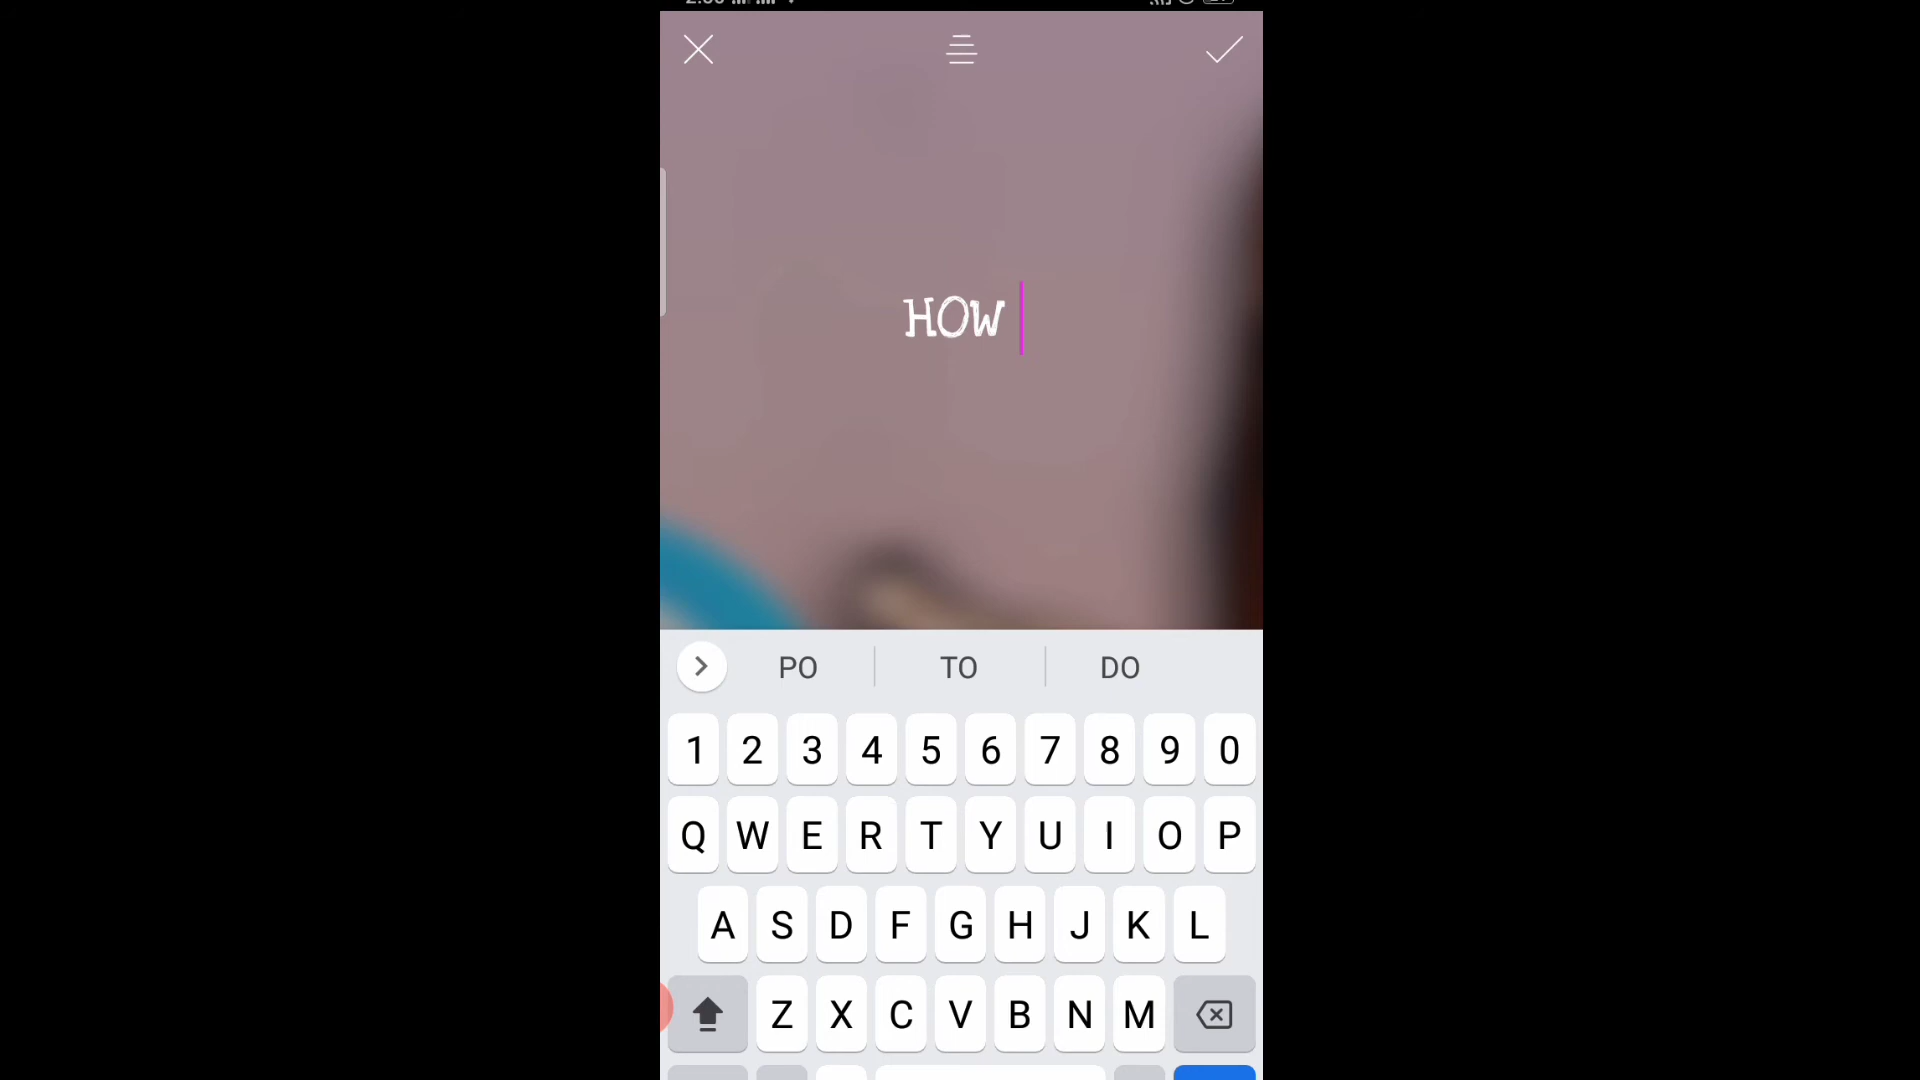 HOW
PO TO DO
1 2 3 4 5 6 7 8 9 0
Q W E R T Y U I O P
A S D F G H J K L
Z X C V B N M